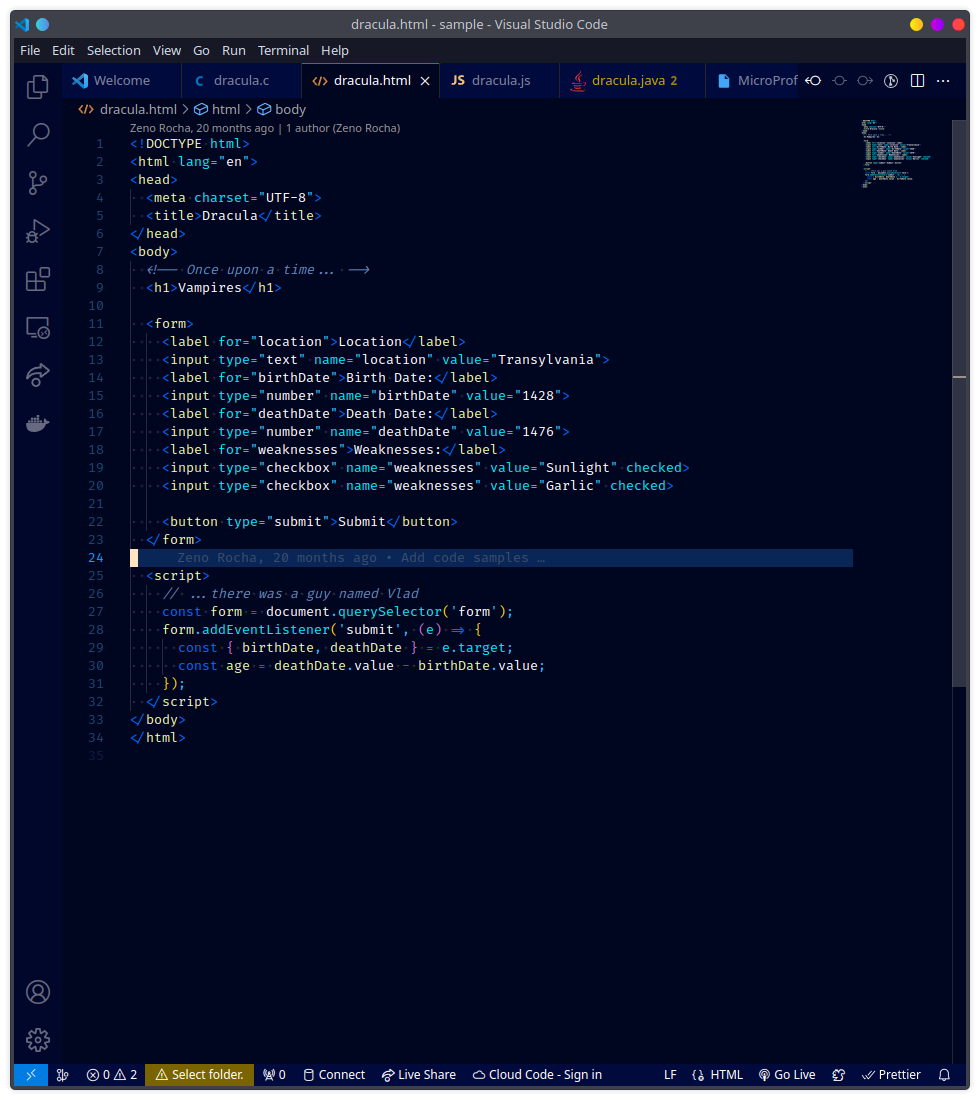 dracula.html - sample - Visual Studio Code
File Edit Selection View Go Run Terminal Help
Welcome dracula.c dracula.html JS dracula.js dracula.java 2 MicroProf
dracula.html > html > body
Zeno Rocha, 20 months ago | 1 author (Zeno Rocha)
1 <!DOCTYPE html>
2 <html lang="en">
3 <head>
4   <meta charset="UTF-8">
5   <title>Dracula</title>
6 </head>
7 <body>
8   <!-- Once upon a time... -->
9   <h1>Vampires</h1>
10
11   <form>
12     <label for="location">Location</label>
13     <input type="text" name="location" value="Transylvania">
14     <label for="birthDate">Birth Date:</label>
15     <input type="number" name="birthDate" value="1428">
16     <label for="deathDate">Death Date:</label>
17     <input type="number" name="deathDate" value="1476">
18     <label for="weaknesses">Weaknesses:</label>
19     <input type="checkbox" name="weaknesses" value="Sunlight" checked>
20     <input type="checkbox" name="weaknesses" value="Garlic" checked>
21
22     <button type="submit">Submit</button>
23   </form>
24 Zeno Rocha, 20 months ago • Add code samples …
25   <script>
26     // ...there was a guy named Vlad
27     const form = document.querySelector('form');
28     form.addEventListener('submit', (e) => {
29       const { birthDate, deathDate } = e.target;
30       const age = deathDate.value - birthDate.value;
31     });
32   </script>
33 </body>
34 </html>
35
0 2 Select folder. 0 Connect Live Share Cloud Code - Sign in LF HTML Go Live Prettier